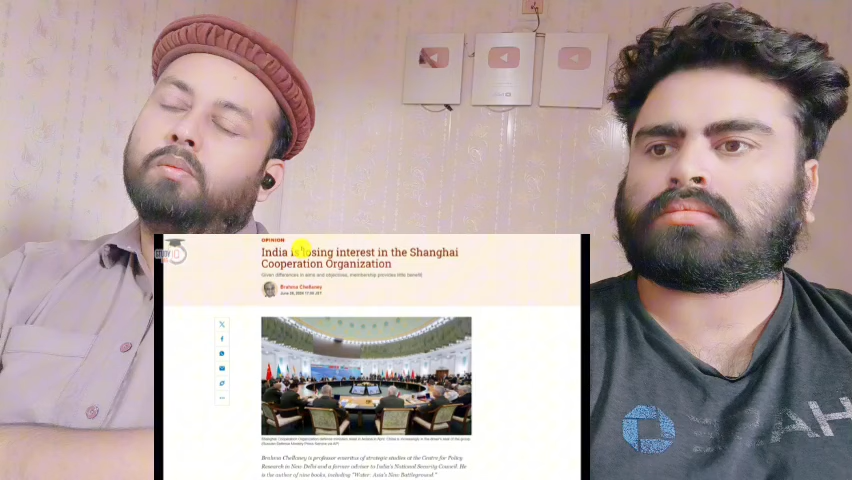 OPINION
India is losing interest in the Shanghai
Cooperation Organization
Given differences in aims and objectives, membership provides little benefit
Brahma Chellaney
STUDY IQ
Brahma Chellaney is professor emeritus of strategic studies at the Centre for Policy
Research in New Delhi and a former adviser to India's National Security Council. He
is the author of nine books, including "Water: Asia's New Battleground."
AH